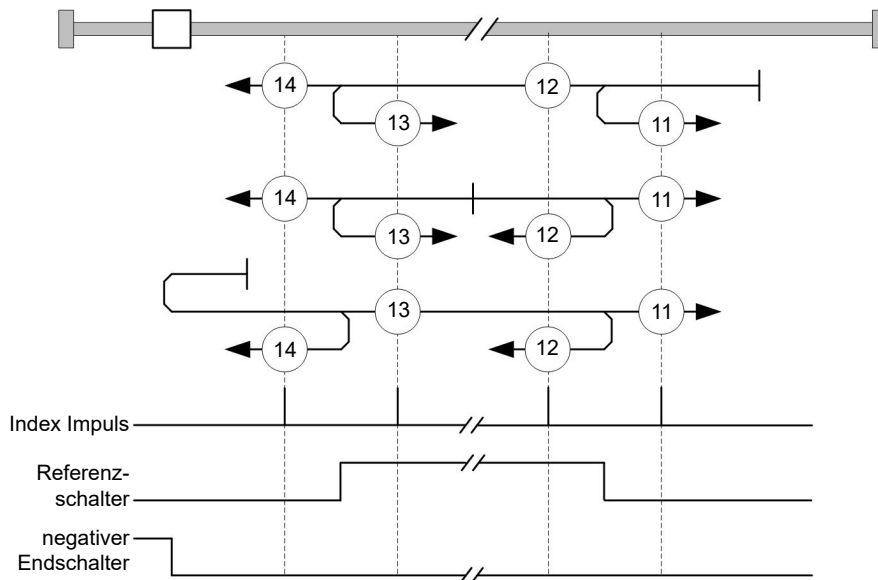 14
12
13
11
14
11
13
12
13
11
14
12
Index Impuls
Referenz-
schalter
negativer
Endschalter